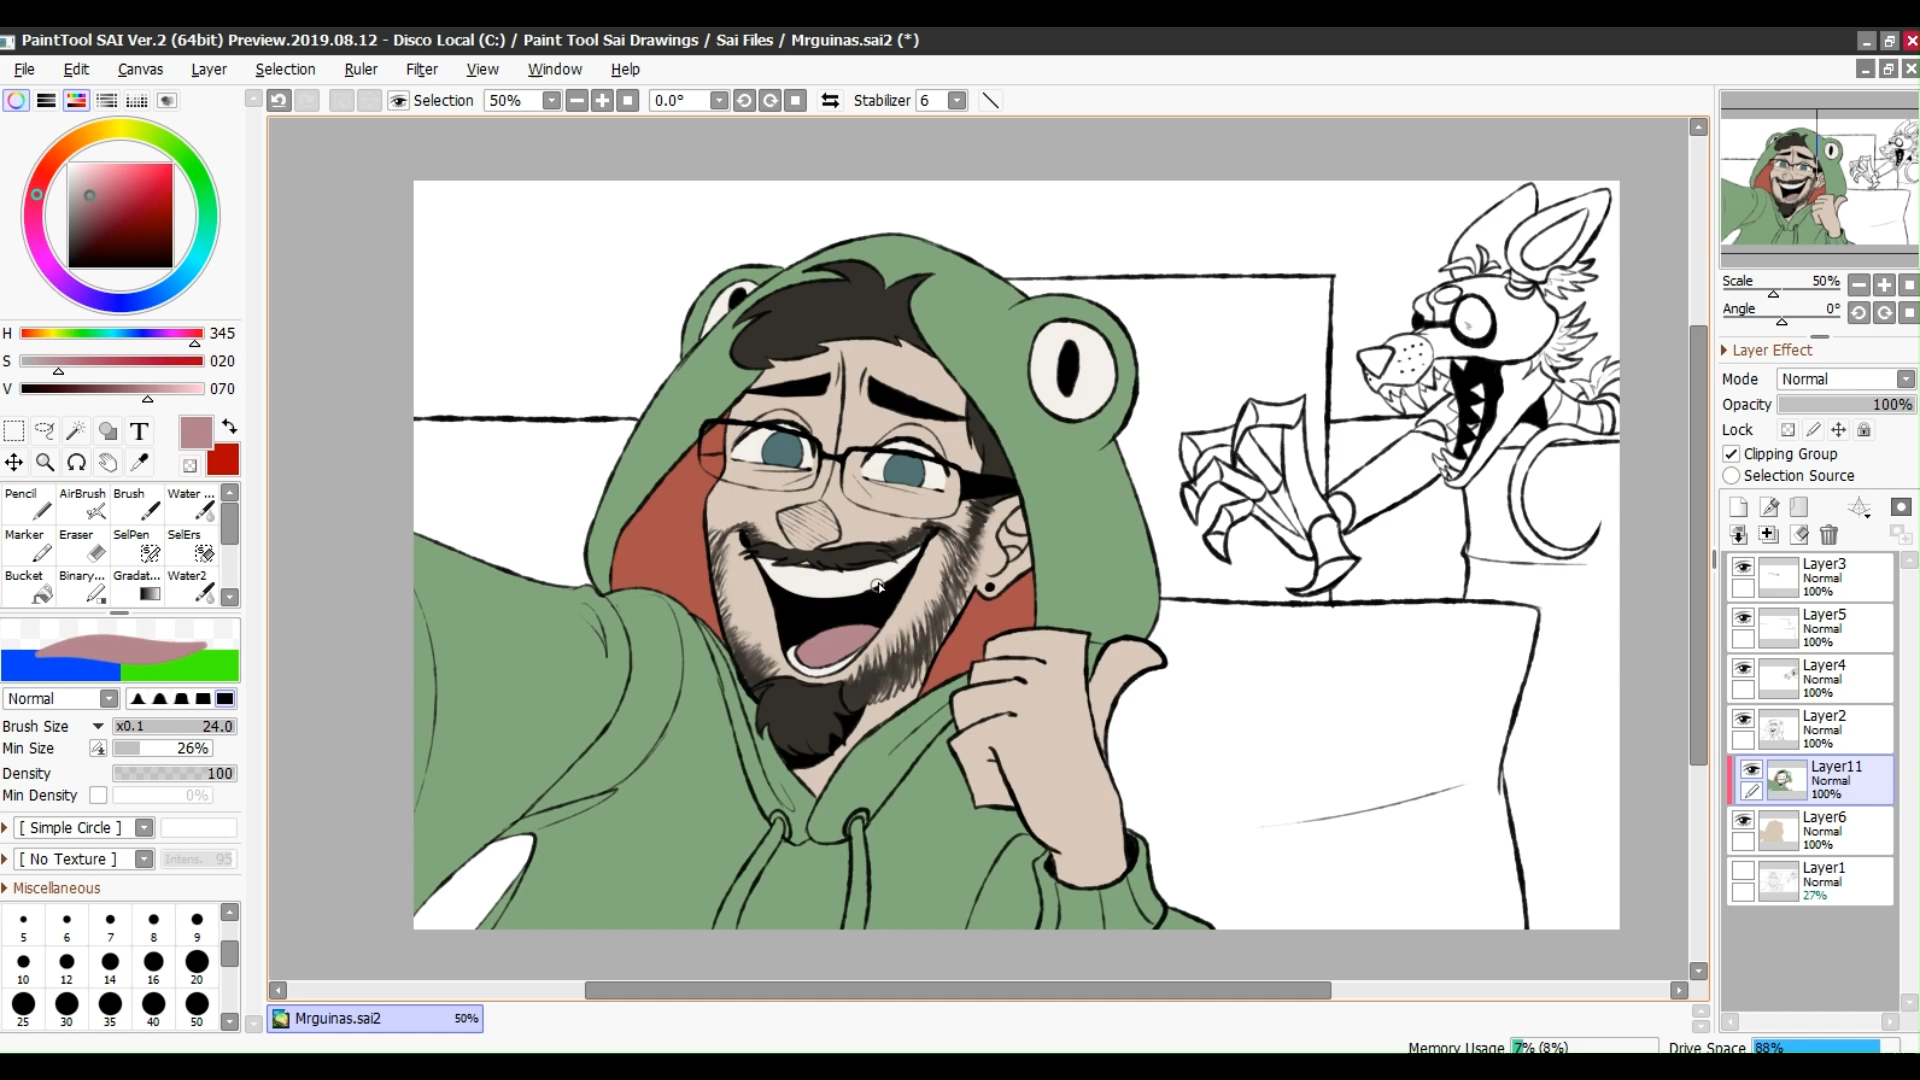 PaintTool SAI Ver.2 (64bit) Preview.2019.08.12 - Disco Local (C:) / Paint Tool Sai Drawings / Sai Files / Mrguinas.sai2 (*)
File Edit Canvas Layer Selection Ruler Filter View Window Help
Selection 50% 0.0° Stabilizer 6
H 345
S 020
V 070
T
Pencil AirBrush Brush Water ...
Marker Eraser SelPen SelErs
Bucket Binary... Gradat... Water2
Normal
Brush Size x0.1 24.0
Min Size 26%
Density 100
Min Density 0%
[ Simple Circle ]
[ No Texture ] Intens. 95
Miscellaneous
5 6 7 8 9
10 12 14 16 20
25 30 35 40 50
Mrguinas.sai2 50%
Scale 50%
Angle 0°
Layer Effect
Mode Normal
Opacity 100%
Lock
Clipping Group
Selection Source
Layer3
Normal
100%
Layer5
Normal
100%
Layer4
Normal
100%
Layer2
Normal
100%
Layer11
Normal
100%
Layer6
Normal
100%
Layer1
Normal
27%
Memory Usage 7% (8%) Drive Space 88%